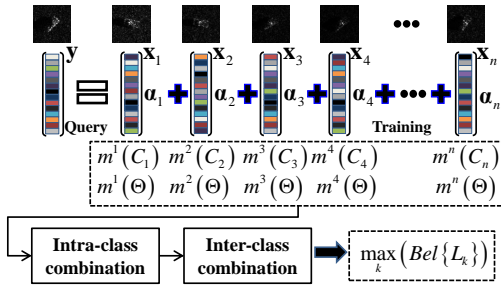 y x₁ x₂ x₃ x₄ xₙ
= α₁ + α₂ + α₃ + α₄ + ••• + αₙ
Query Training
m¹(C₁) m²(C₂) m³(C₃) m⁴(C₄) mⁿ(Cₙ)
m¹(Θ) m²(Θ) m³(Θ) m⁴(Θ) mⁿ(Θ)
Intra-class
combination
Inter-class
combination
max(Bel{Lₖ})
k